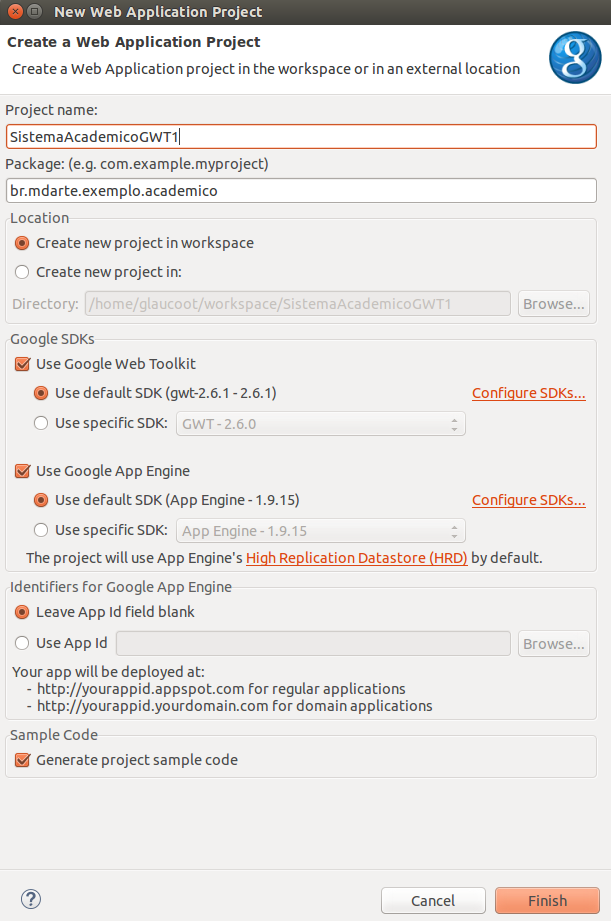 New Web Application Project
Create a Web Application Project
Create a Web Application project in the workspace or in an external location
Project name:
SistemaAcademicoGWT1
Package: (e.g. com.example.myproject)
br.mdarte.exemplo.academico
Location
Create new project in workspace
Create new project in:
Directory: /home/glaucoot/workspace/SistemaAcademicoGWT1 Browse...
Google SDKs
Use Google Web Toolkit
Use default SDK (gwt-2.6.1 - 2.6.1) Configure SDKs...
Use specific SDK: GWT - 2.6.0
Use Google App Engine
Use default SDK (App Engine - 1.9.15) Configure SDKs...
Use specific SDK: App Engine - 1.9.15
The project will use App Engine's High Replication Datastore (HRD) by default.
Identifiers for Google App Engine
Leave App Id field blank
Use App Id Browse...
Your app will be deployed at:
- http://yourappid.appspot.com for regular applications
- http://yourappid.yourdomain.com for domain applications
Sample Code
Generate project sample code
? Cancel Finish